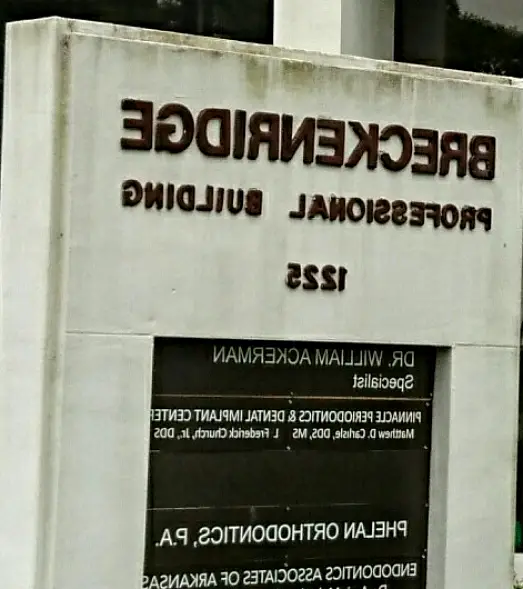 BRECKENRIDGE
PROFESSIONAL BUILDING
1225
DR. WILLIAM ACKERMAN
Specialist
PINNACLE PERIODONTICS & DENTAL IMPLANT CENTER
Matthew D. Carlisle, DDS, MS I. Frederick Church, Jr., DDS
PHELAN ORTHODONTICS, P.A.
ENDODONTICS ASSOCIATES OF ARKANSAS